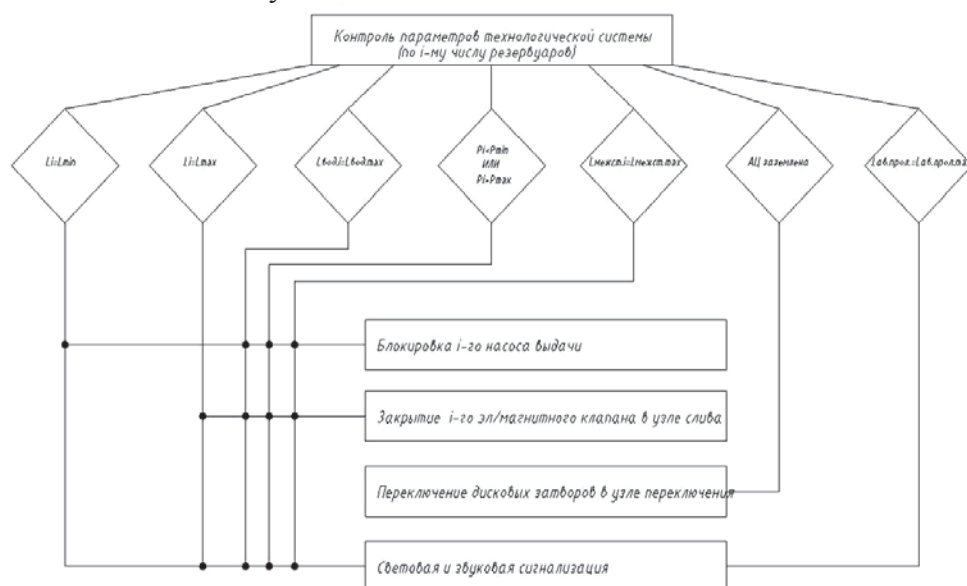 Контроль параметров технологической системы
(по i-му числу резервуаров)
Li≤Lmin
Li≥Lmax
Lвод.i≥Lвод.max
Pi<Pmin
ИЛИ
Pi>Pmax
Lмежст.i≥Lмежст.max
АЦ заземлена
Lав.прол.≥Lав.прол.max
Блокировка i-го насоса выдачи
Закрытие i-го эл/магнитного клапана в узле слива
Переключение дисковых затворов в узле переключения
Световая и звуковая сигнализация